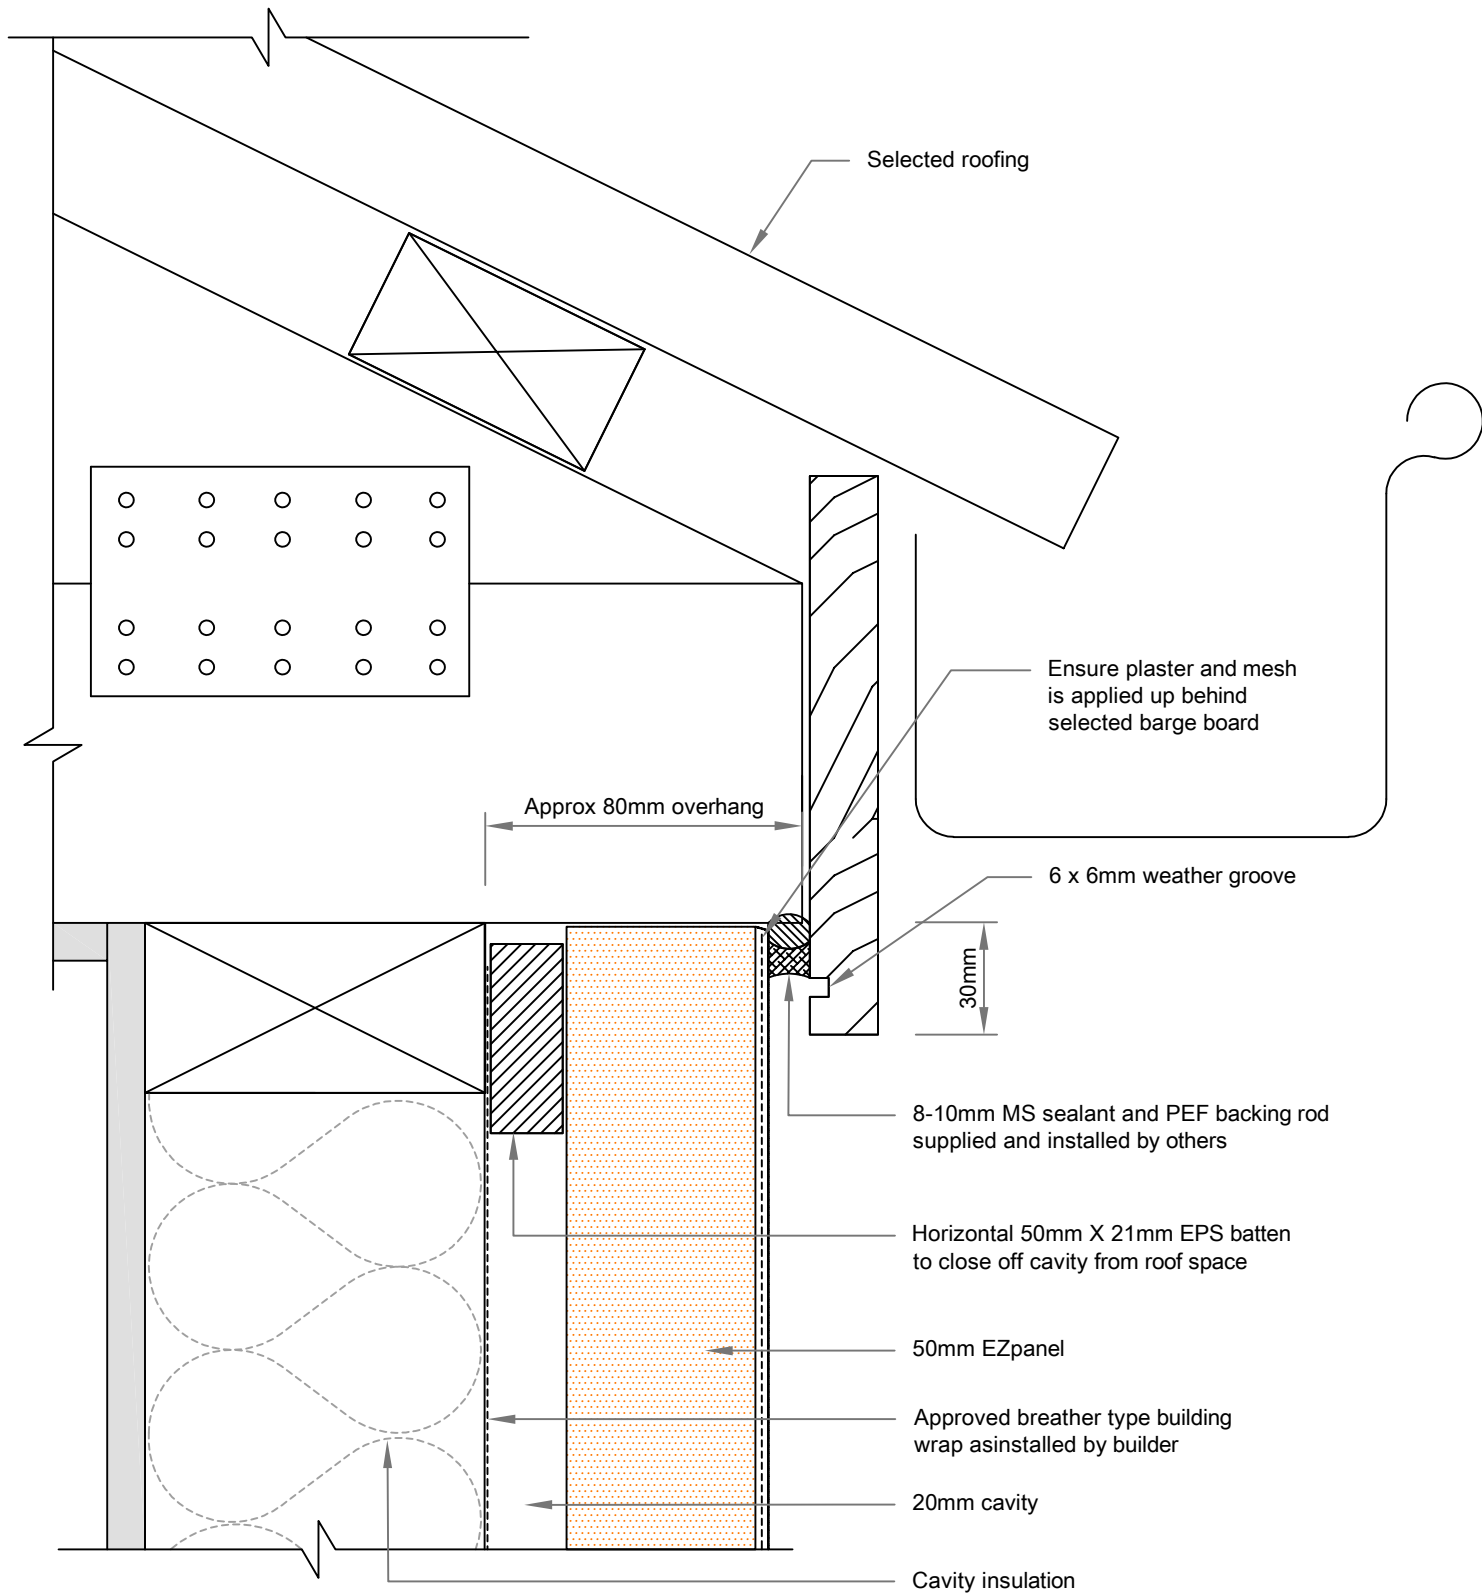 Selected roofing
Ensure plaster and mesh
is applied up behind
selected barge board
Approx 80mm overhang
6 x 6mm weather groove
30mm
8-10mm MS sealant and PEF backing rod
supplied and installed by others
Horizontal 50mm X 21mm EPS batten
to close off cavity from roof space
50mm EZpanel
Approved breather type building
wrap asinstalled by builder
20mm cavity
Cavity insulation